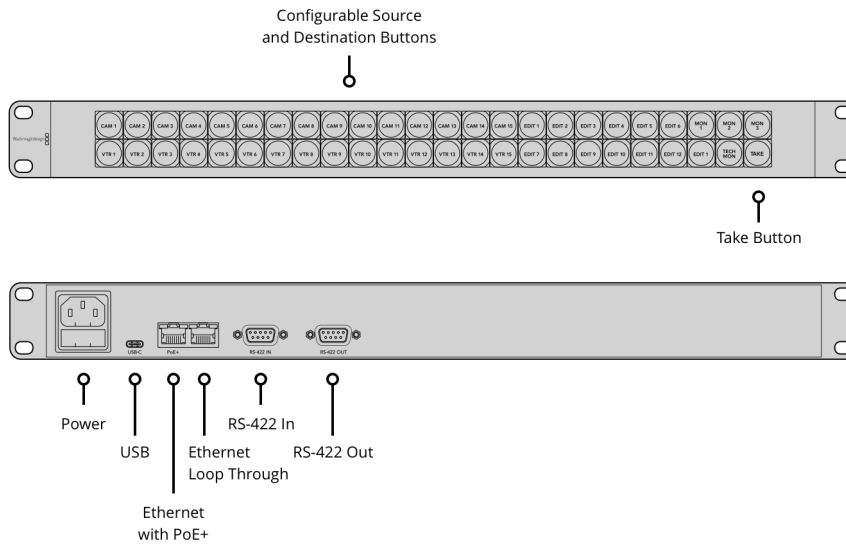 Configurable Source
and Destination Buttons
CAM 1 CAM 2 CAM 3 CAM 4 CAM 5 CAM 6 CAM 7 CAM 8 CAM 9 CAM 10 CAM 11 CAM 12 CAM 13 CAM 14 CAM 15 EDIT 1 EDIT 2 EDIT 3 EDIT 4 EDIT 5 EDIT 6 MON 1 MON 2 MON 3
Blackmagicdesign
VTR 1 VTR 2 VTR 3 VTR 4 VTR 5 VTR 6 VTR 7 VTR 8 VTR 9 VTR 10 VTR 11 VTR 12 VTR 13 VTR 14 VTR 15 EDIT 7 EDIT 8 EDIT 9 EDIT 10 EDIT 11 EDIT 12 EDIT 1 TECH MON TAKE
Take Button
USB-C PoE+ RS-422 IN RS-422 OUT
Power
RS-422 In
USB
Ethernet
Loop Through
RS-422 Out
Ethernet
with PoE+